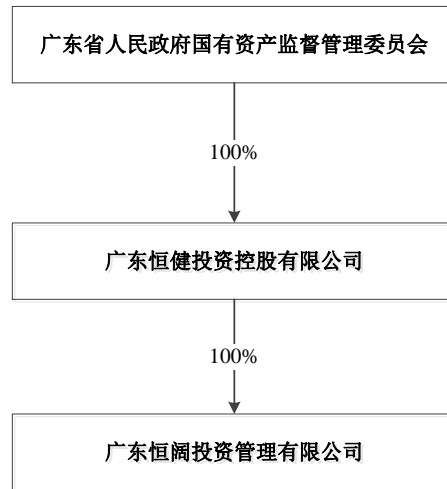 广东省人民政府国有资产监督管理委员会
100%
广东恒健投资控股有限公司
100%
广东恒阔投资管理有限公司